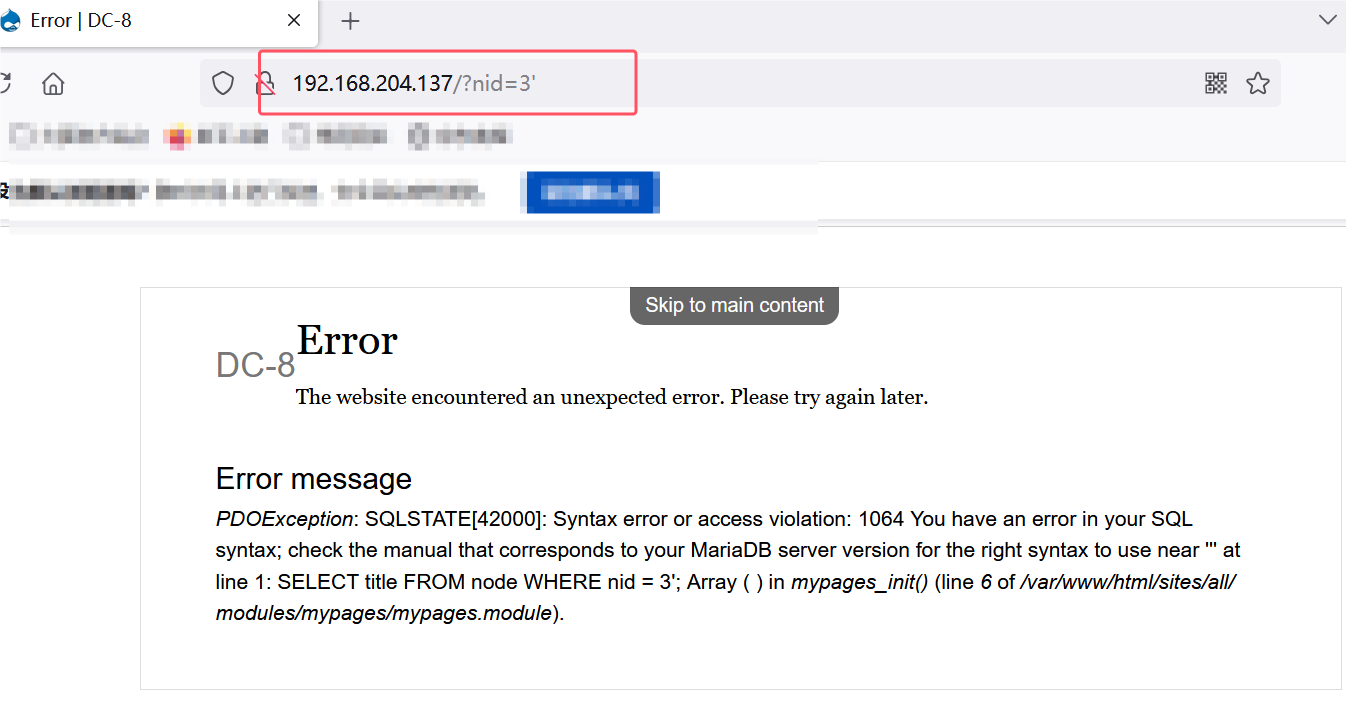 Error | DC-8
192.168.204.137/?nid=3'
Skip to main content
Error
DC-8
The website encountered an unexpected error. Please try again later.
Error message
PDOException: SQLSTATE[42000]: Syntax error or access violation: 1064 You have an error in your SQL
syntax; check the manual that corresponds to your MariaDB server version for the right syntax to use near ''' at
line 1: SELECT title FROM node WHERE nid = 3'; Array ( ) in mypages_init() (line 6 of /var/www/html/sites/all/
modules/mypages/mypages.module).